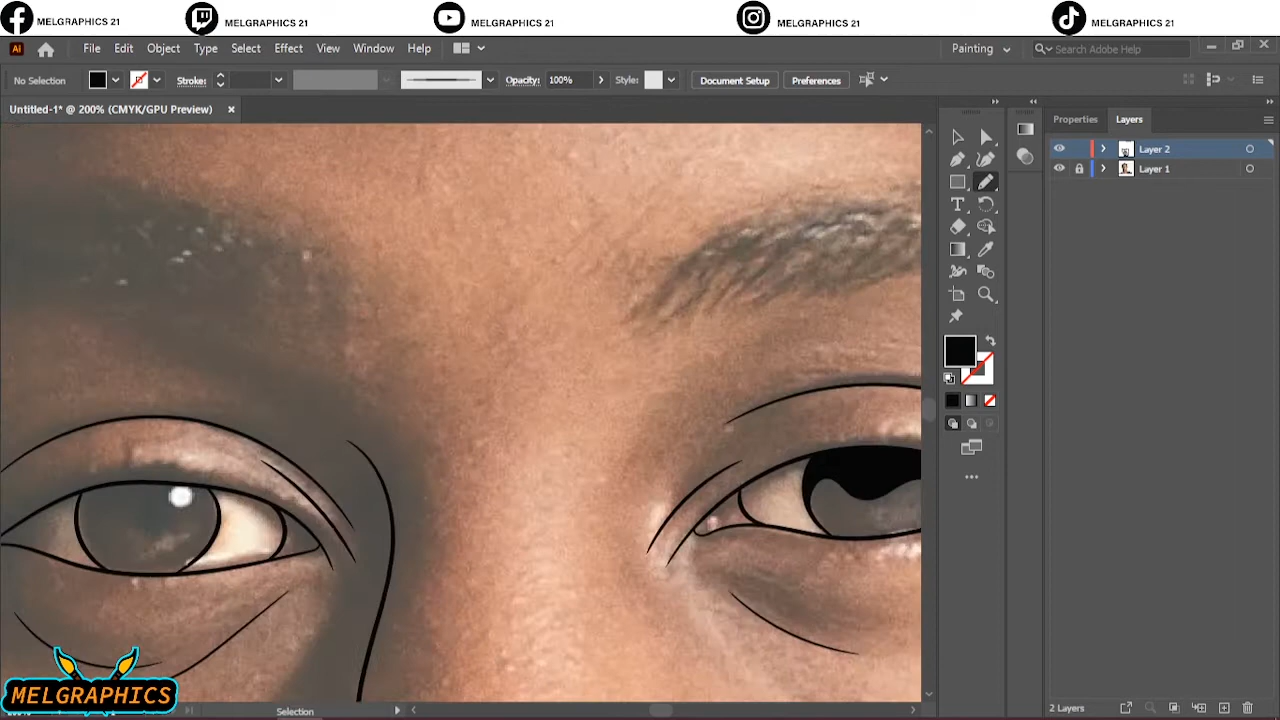 MELGRAPHICS 21
MELGRAPHICS 21
MELGRAPHICS 21
MELGRAPHICS 21
MELGRAPHICS 21
Ai
File Edit Object Type Select Effect View Window Help
Painting
Search Adobe Help
No Selection
Stroke:
Opacity: 100%
Style:
Document Setup
Preferences
Untitled-1* @ 200% (CMYK/GPU Preview)
Properties
Layers
Layer 2
Layer 1
MELGRAPHICS
Selection
2 Layers